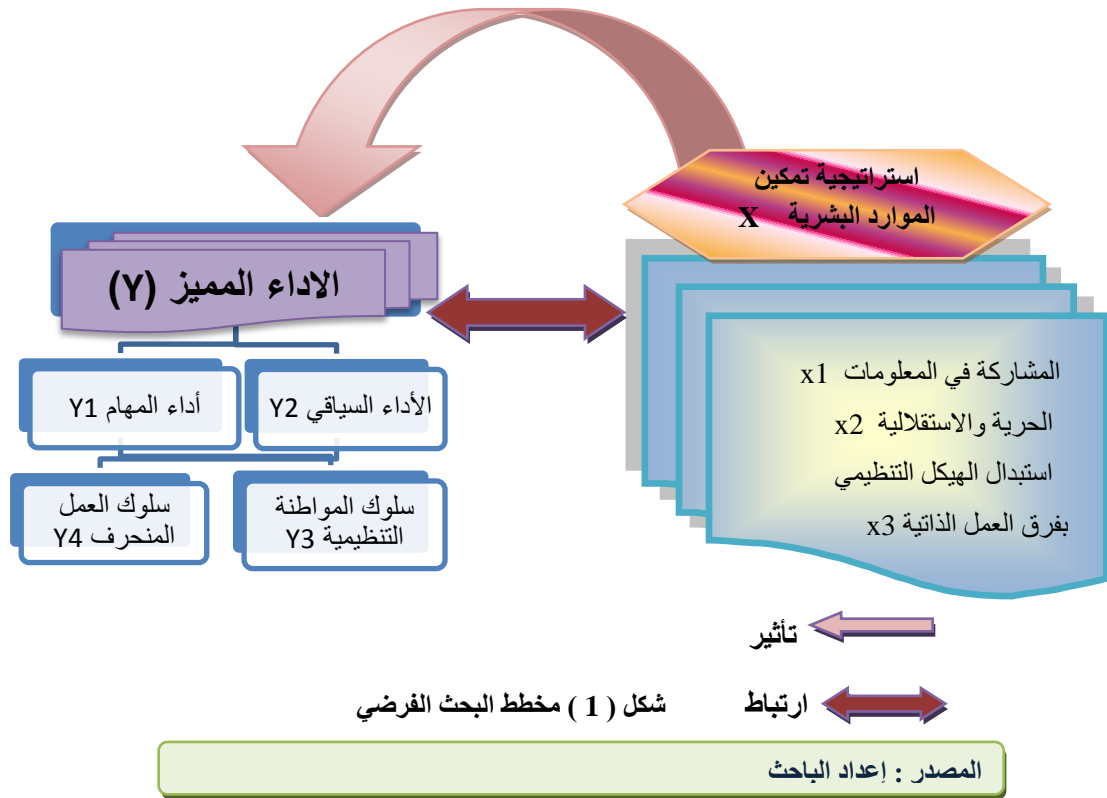 استراتيجية تمكين
الموارد البشرية X
المشاركة في المعلومات x1
الحرية والاستقلالية x2
استبدال الهيكل التنظيمي
بفرق العمل الذاتية x3
الاداء المميز (Y)
الأداء السياقي Y2
أداء المهام Y1
سلوك المواطنة
التنظيمية Y3
سلوك العمل
المنحرف Y4
تأثير
ارتباط
شكل ( 1 ) مخطط البحث الفرضي
المصدر : إعداد الباحث